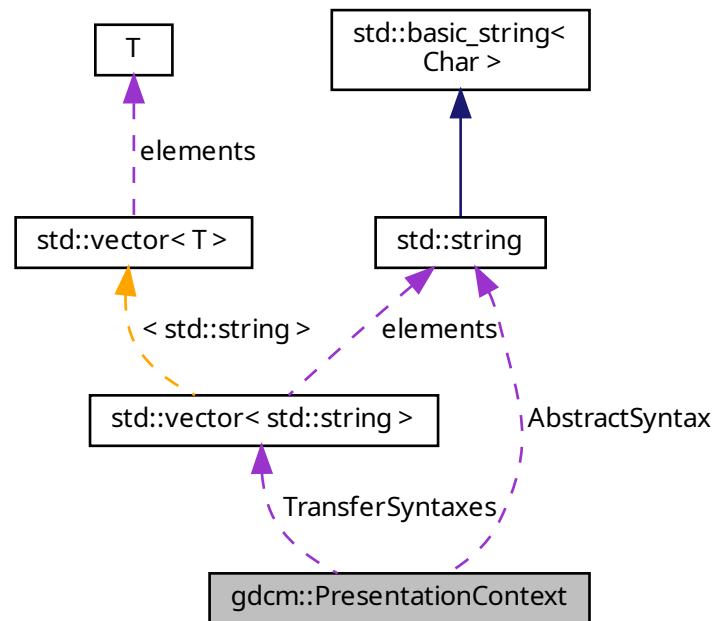 std::basic_string<
Char >
T
elements
std::vector< T >
std::string
< std::string >
elements
std::vector< std::string >
AbstractSyntax
TransferSyntaxes
gdcm::PresentationContext